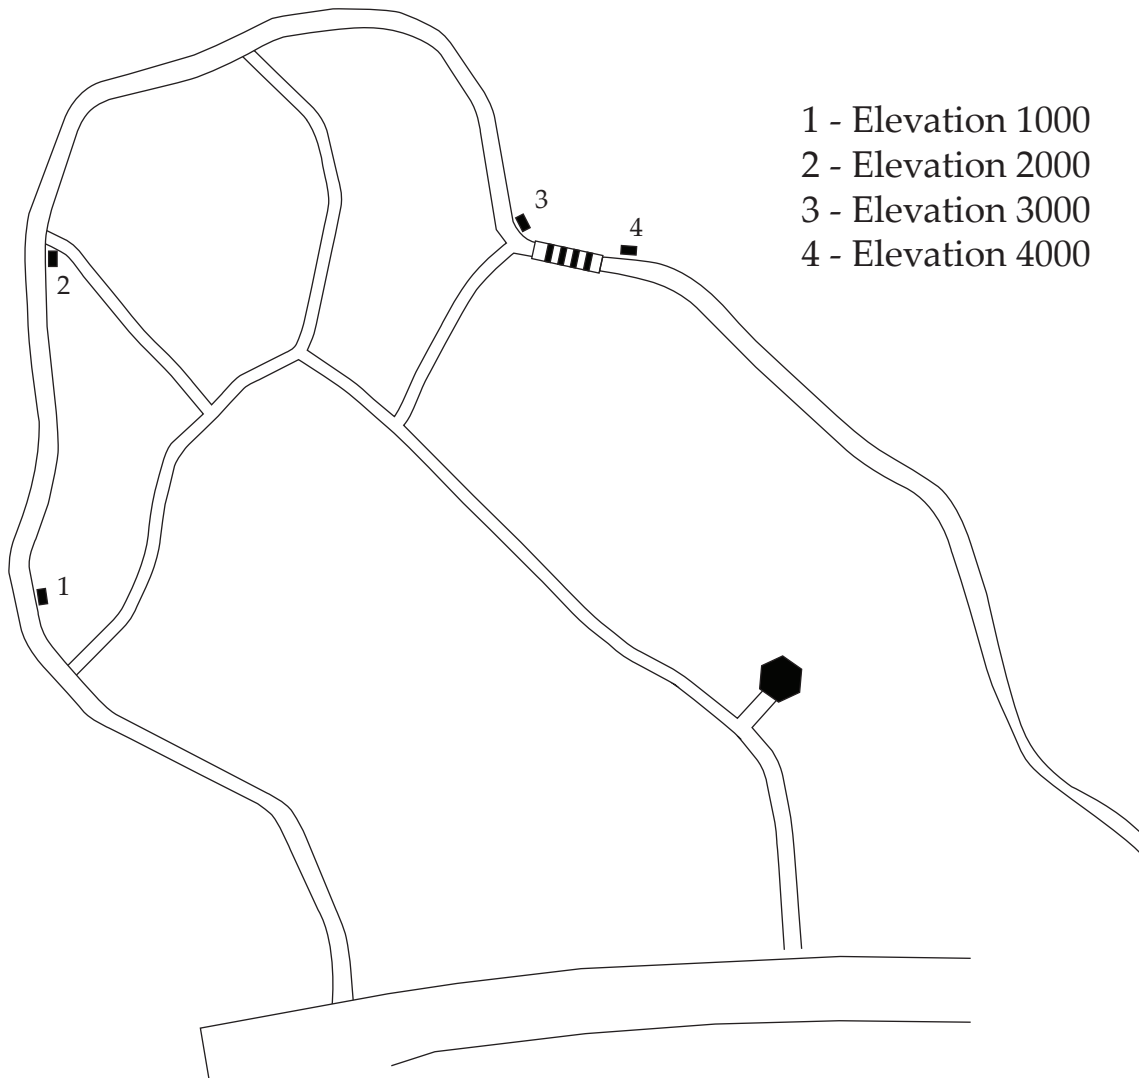 1 - Elevation 1000
2 - Elevation 2000
3 - Elevation 3000
4 - Elevation 4000
3
4
2
1